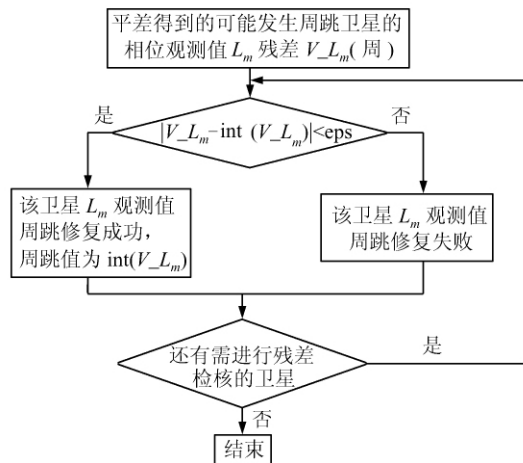 平差得到的可能发生周跳卫星的
相位观测值 L_m 残差 V_L_m(周)
是
|V_L_m-int (V_L_m)|<eps
否
该卫星 L_m 观测值
周跳修复成功，
周跳值为 int(V_L_m)
该卫星 L_m 观测值
周跳修复失败
还有需进行残差
检核的卫星
是
否
结束